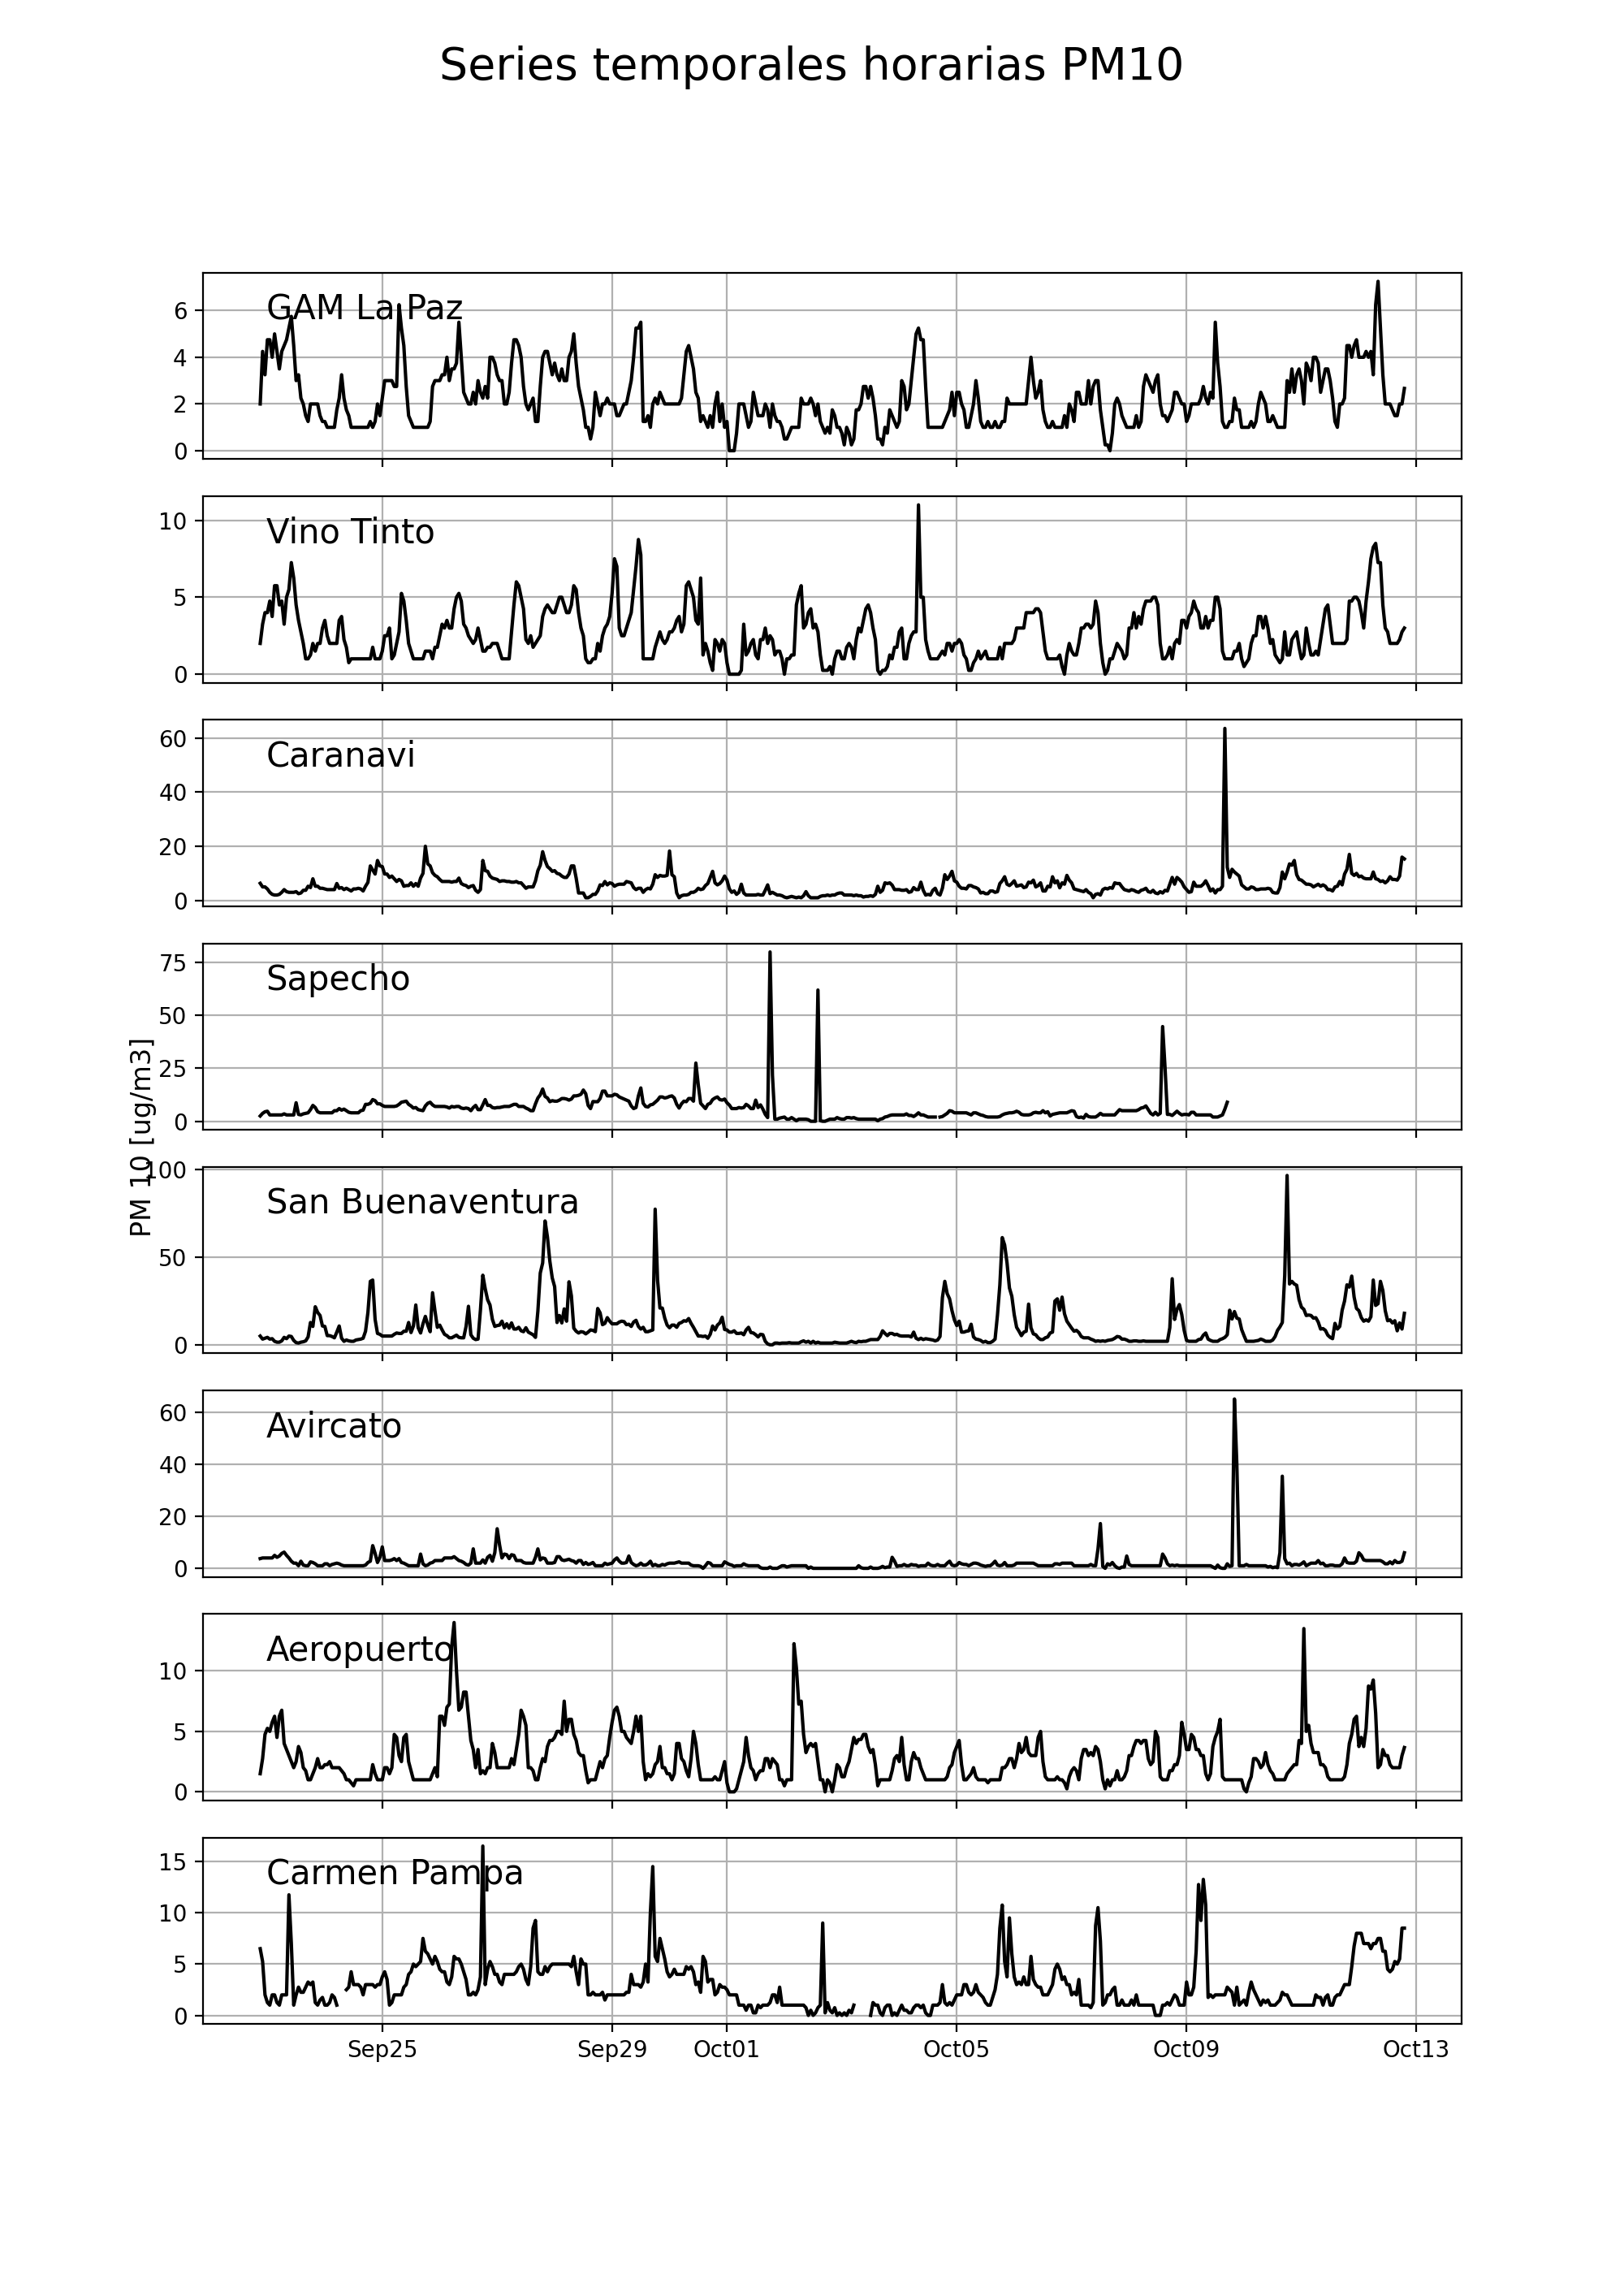 Series temporales horarias PM10
GAM La Paz
6
4
2
0
Vino Tinto
10
5
0
Caranavi
60
40
20
0
Sapecho
75
50
25
0
PM 10 [ug/m3]
San Buenaventura
100
50
0
Avircato
60
40
20
0
Aeropuerto
10
5
0
Carmen Pampa
15
10
5
0
Sep25 Sep29 Oct01 Oct05 Oct09 Oct13